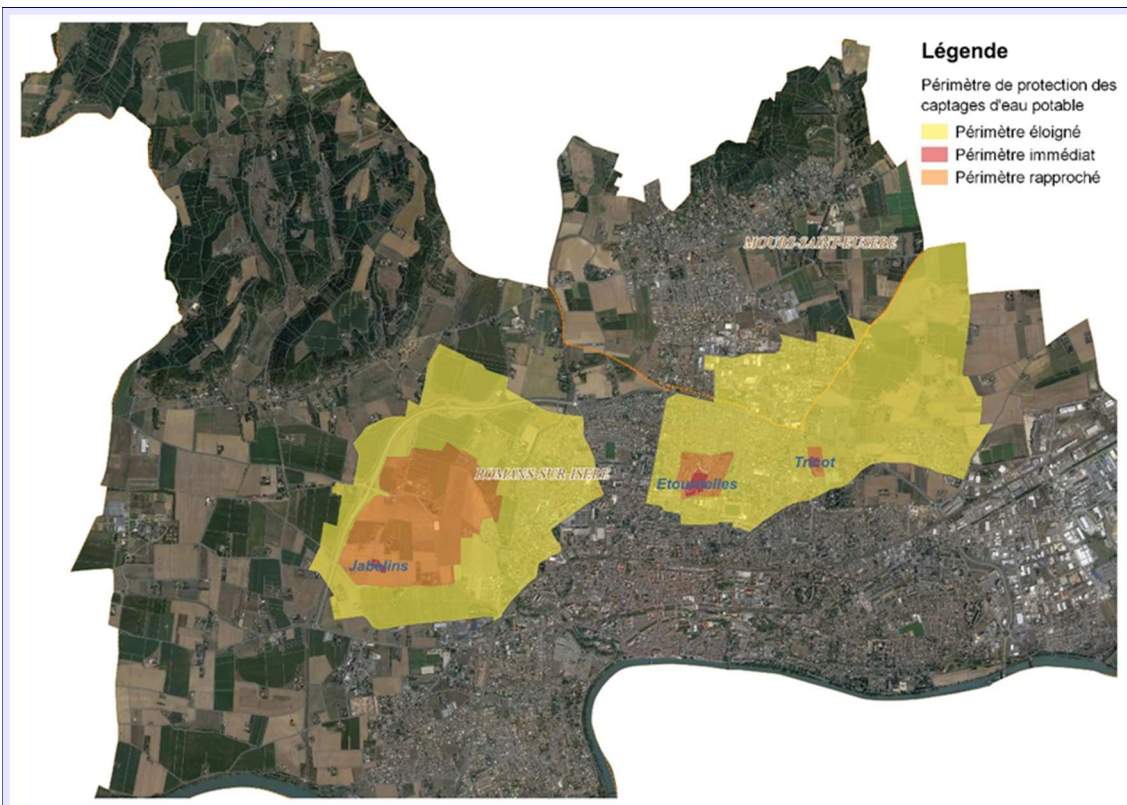 Légende
Périmètre de protection des
captages d'eau potable
Périmètre éloigné
Périmètre immédiat
Périmètre rapproché
MOURS-SAINT-EUSEBE
ROMANS-SUR-ISERE
Tricot
Etournelles
Jabelins